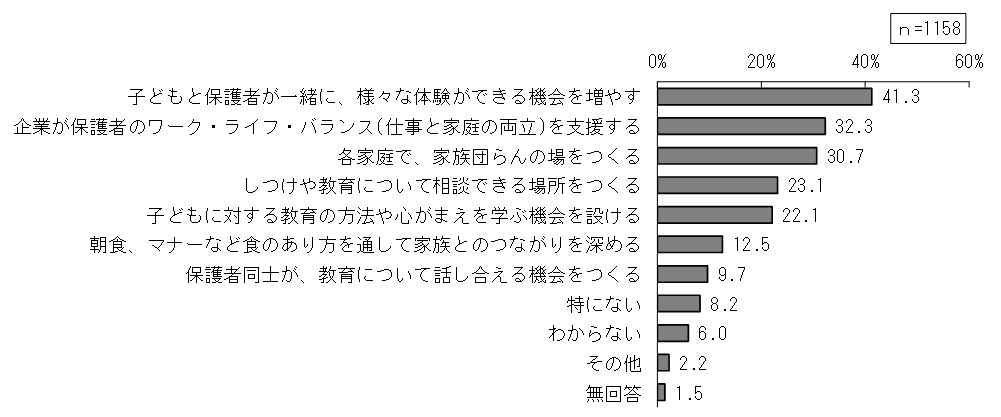 n=1158
0% 20% 40% 60%
子どもと保護者が一緒に、様々な体験ができる機会を増やす 41.3
企業が保護者のワーク・ライフ・バランス(仕事と家庭の両立)を支援する 32.3
各家庭で、家族団らんの場をつくる 30.7
しつけや教育について相談できる場所をつくる 23.1
子どもに対する教育の方法や心がまえを学ぶ機会を設ける 22.1
朝食、マナーなど食のあり方を通して家族とのつながりを深める 12.5
保護者同士が、教育について話し合える機会をつくる 9.7
特にない 8.2
わからない 6.0
その他 2.2
無回答 1.5